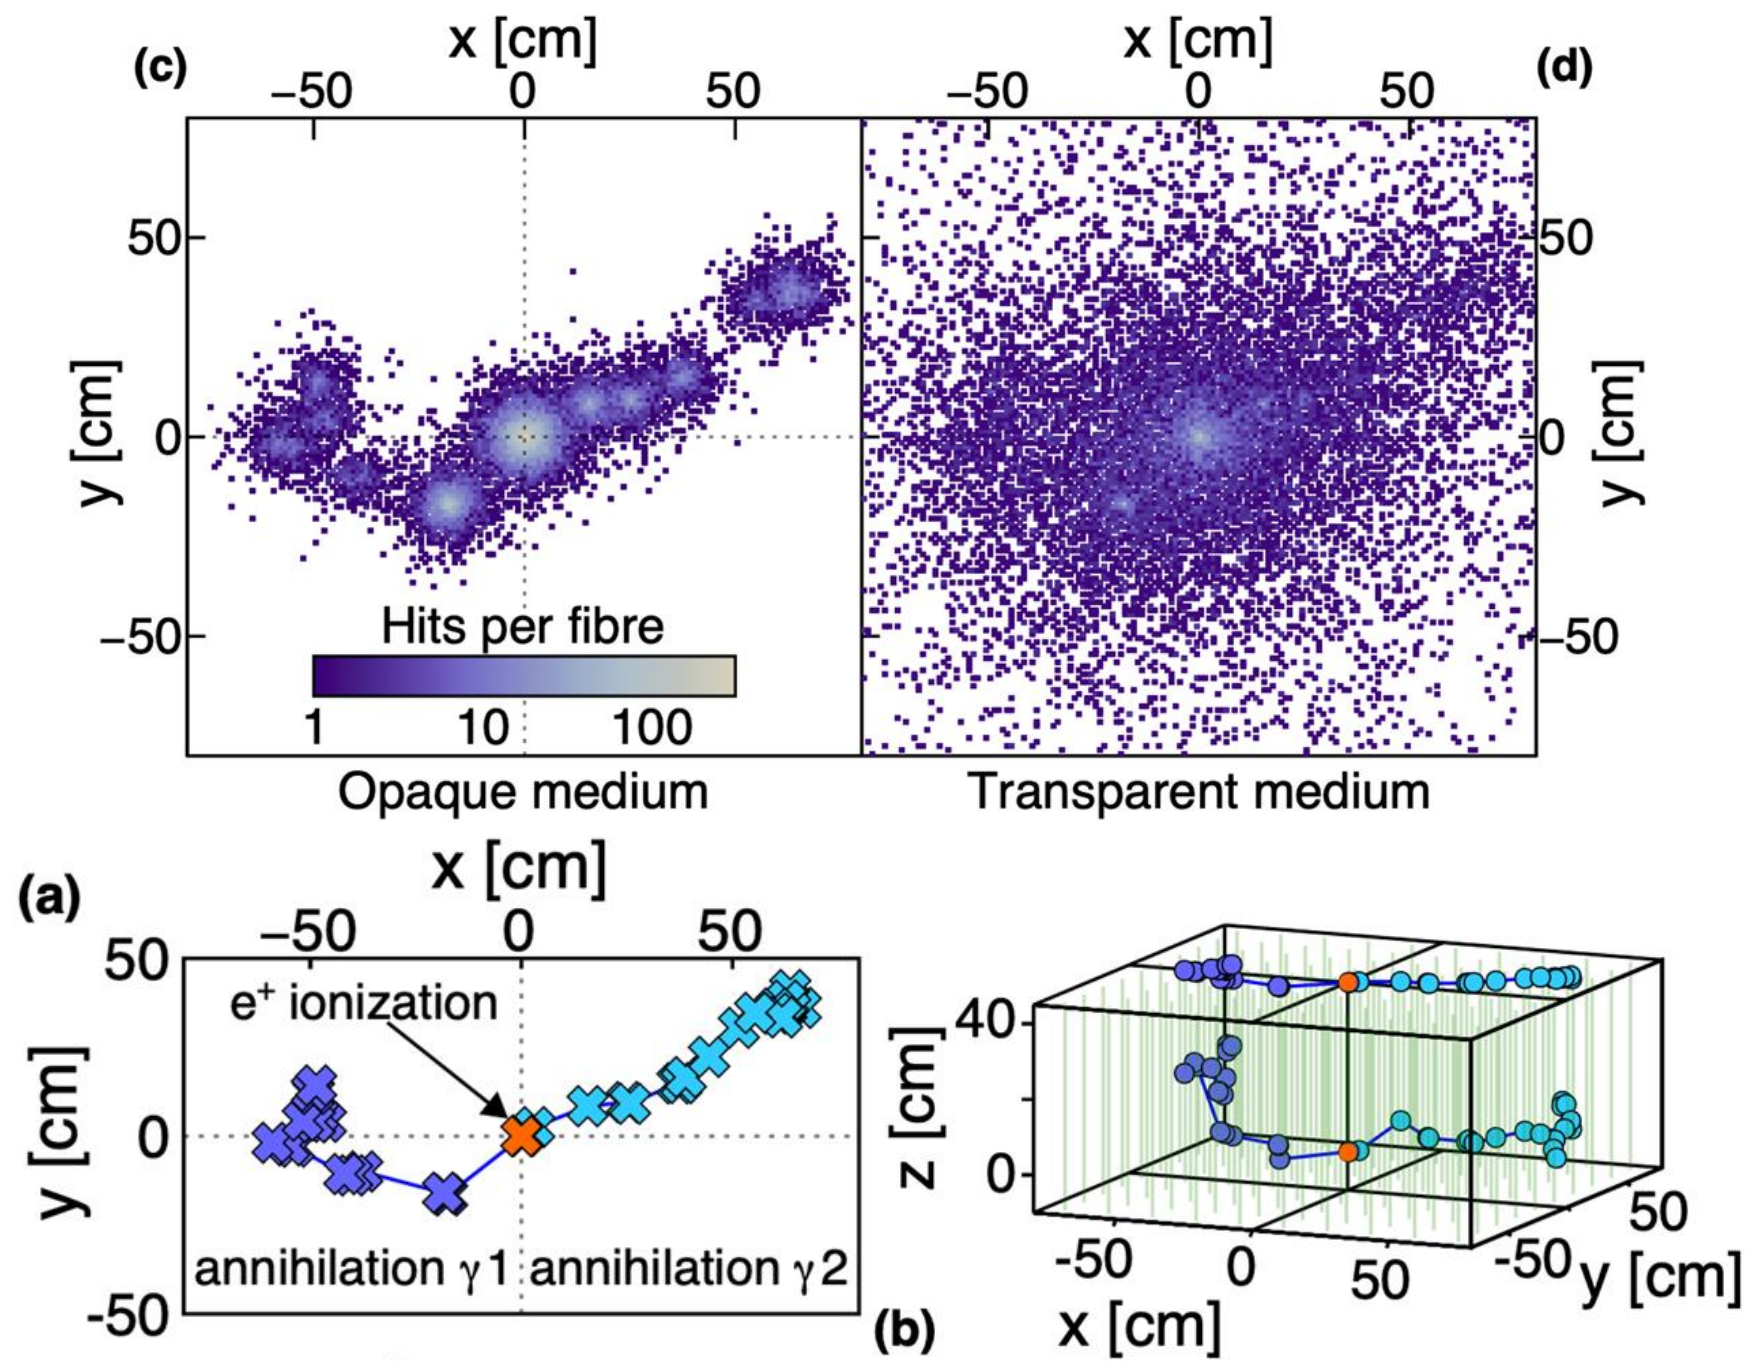 x [cm]
x [cm]
(c)
(d)
−50 0 50
−50 0 50
50
0
−50
y [cm]
50
0
−50
y [cm]
Hits per fibre
1 10 100
Opaque medium
Transparent medium
x [cm]
(a)
−50 0 50
50
0
-50
y [cm]
e+ ionization
annihilation γ1
annihilation γ2
(b)
z [cm]
40
0
-50 0 50
x [cm]
-50 50
y [cm]